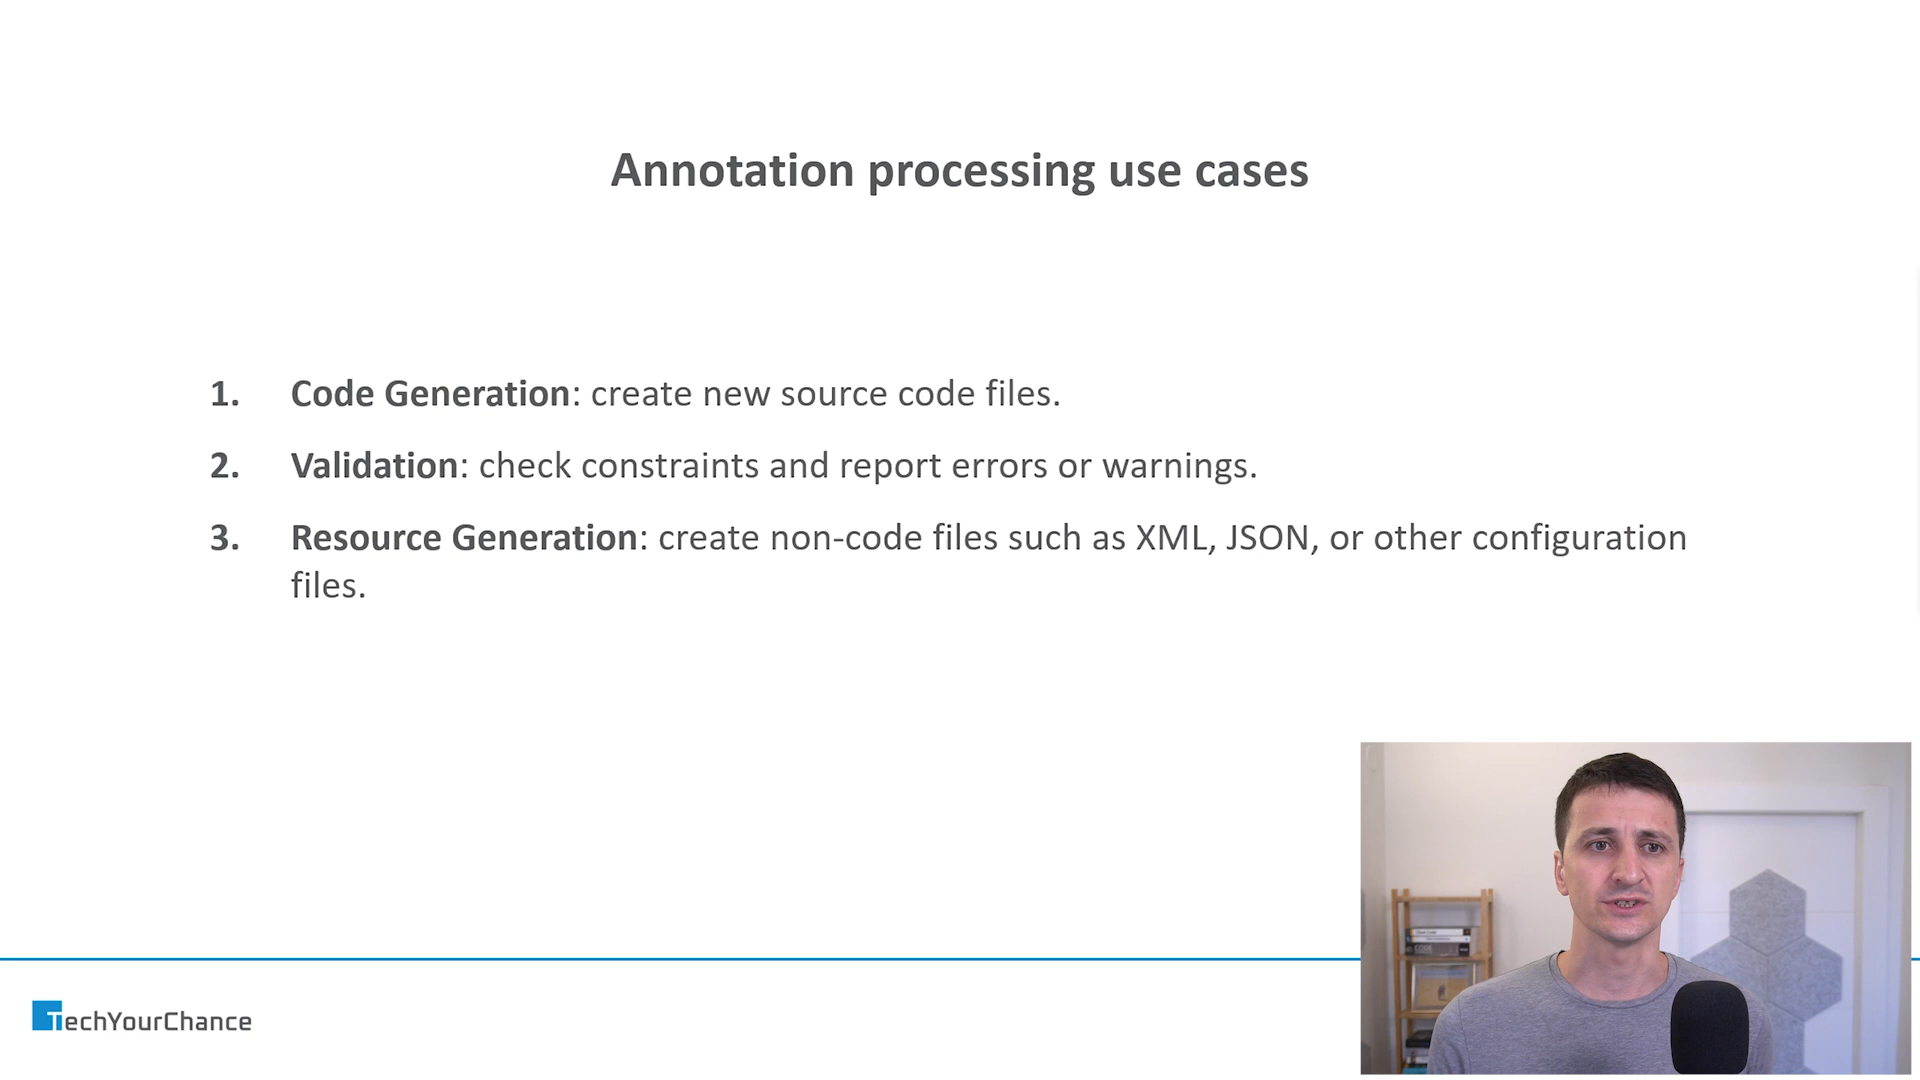 Annotation processing use cases
1. Code Generation: create new source code files.
2. Validation: check constraints and report errors or warnings.
3. Resource Generation: create non-code files such as XML, JSON, or other configuration
files.
TechYourChance